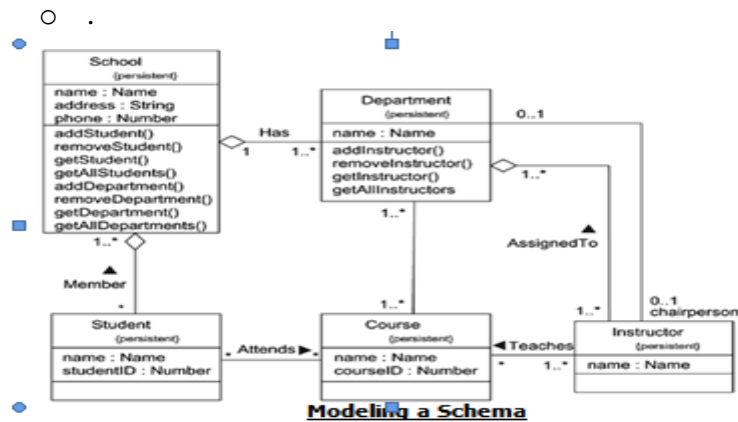 o .
School
{persistent}
name : Name
address : String
phone : Number
addStudent()
removeStudent()
getStudent()
getAllStudents()
addDepartment()
removeDepartment()
getDepartment()
getAllDepartments()
Has
1
1..*
Department
{persistent}
name : Name
addInstructor()
removeInstructor()
getInstructor()
getAllInstructors
0..1
1..*
1..*
AssignedTo
1..*
Member
*
1..*
1..*
0..1
chairperson
Student
{persistent}
name : Name
studentID : Number
* Attends ▶ *
Course
{persistent}
name : Name
courseID : Number
◀ Teaches
* 1..*
Instructor
{persistent}
name : Name
Modeling a Schema